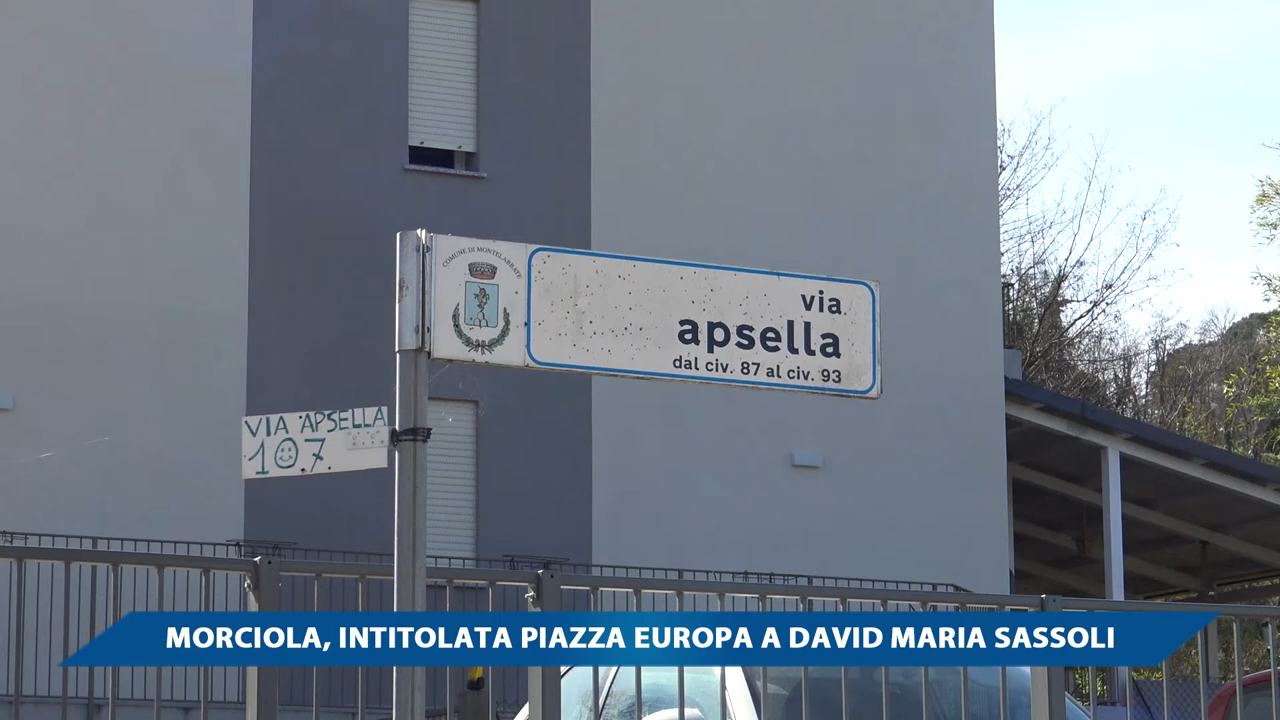 COMUNE DI MONTELABBATE
via
apsella
dal civ. 87 al civ. 93
VIA APSELLA
107
MORCIOLA, INTITOLATA PIAZZA EUROPA A DAVID MARIA SASSOLI